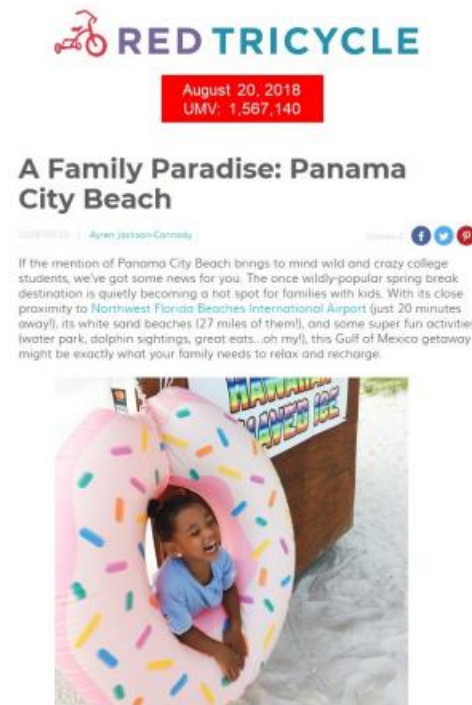 RED TRICYCLE
August 20, 2018
UMV: 1,567,140
A Family Paradise: Panama
City Beach
Ayren Jackson-Cannady
If the mention of Panama City Beach brings to mind wild and crazy college
students, we've got some news for you. The once wildly-popular spring break
destination is quietly becoming a hot spot for families with kids. With its close
proximity to Northwest Florida Beaches International Airport (just 20 minutes
away!), its white sand beaches (27 miles of them!), and some super fun activities
(water park, dolphin sightings, great eats...oh my!), this Gulf of Mexico getaway
might be exactly what your family needs to relax and recharge.
HAWAIIAN
SHAVED ICE